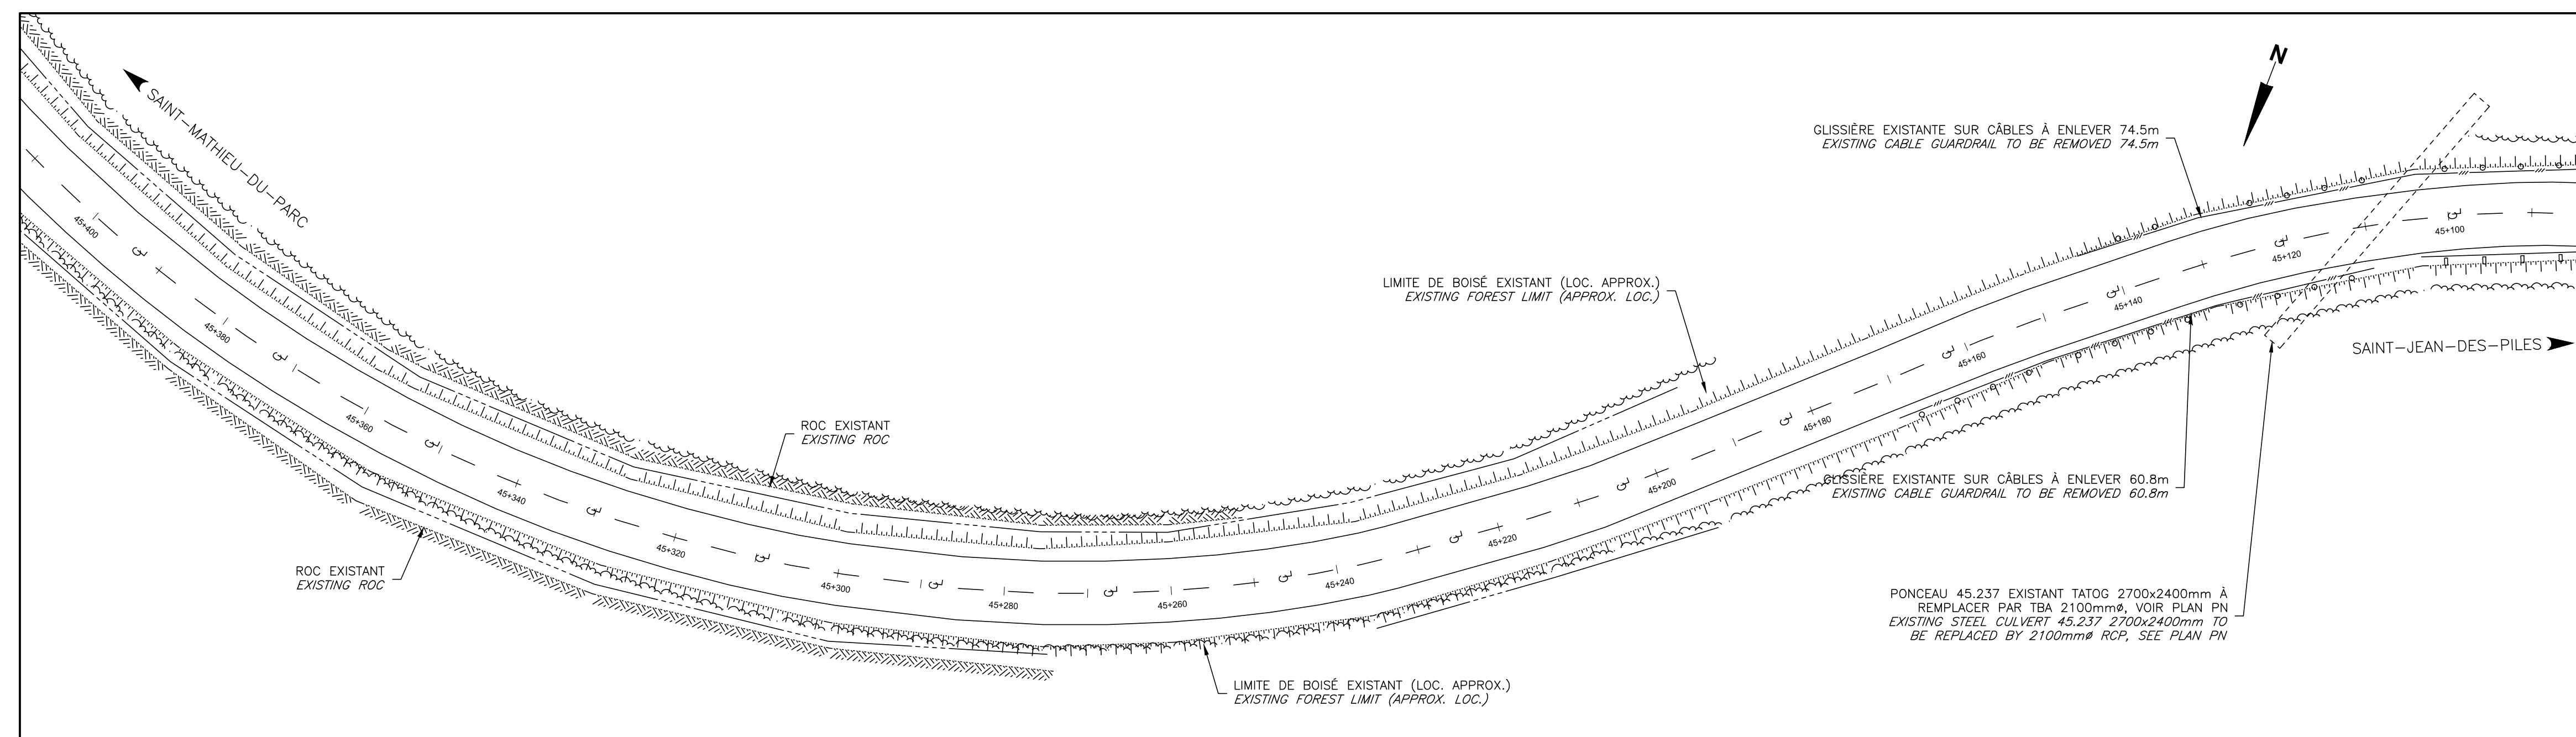 N
SAINT-MATHIEU-DU-PARC
GLISSIÈRE EXISTANTE SUR CÂBLES À ENLEVER 74.5m
EXISTING CABLE GUARDRAIL TO BE REMOVED 74.5m
LIMITE DE BOISÉ EXISTANT (LOC. APPROX.)
EXISTING FOREST LIMIT (APPROX. LOC.)
SAINT-JEAN-DES-PILES
ROC EXISTANT
EXISTING ROC
GLISSIÈRE EXISTANTE SUR CÂBLES À ENLEVER 60.8m
EXISTING CABLE GUARDRAIL TO BE REMOVED 60.8m
ROC EXISTANT
EXISTING ROC
PONCEAU 45.237 EXISTANT TATOG 2700x2400mm À
REMPLACER PAR TBA 2100mmø, VOIR PLAN PN
EXISTING STEEL CULVERT 45.237 2700x2400mm TO
BE REPLACED BY 2100mmø RCP, SEE PLAN PN
LIMITE DE BOISÉ EXISTANT (LOC. APPROX.)
EXISTING FOREST LIMIT (APPROX. LOC.)
45+400
45+380
45+360
45+340
45+320
45+300
45+280
45+260
45+240
45+220
45+200
45+180
45+160
45+140
45+120
45+100